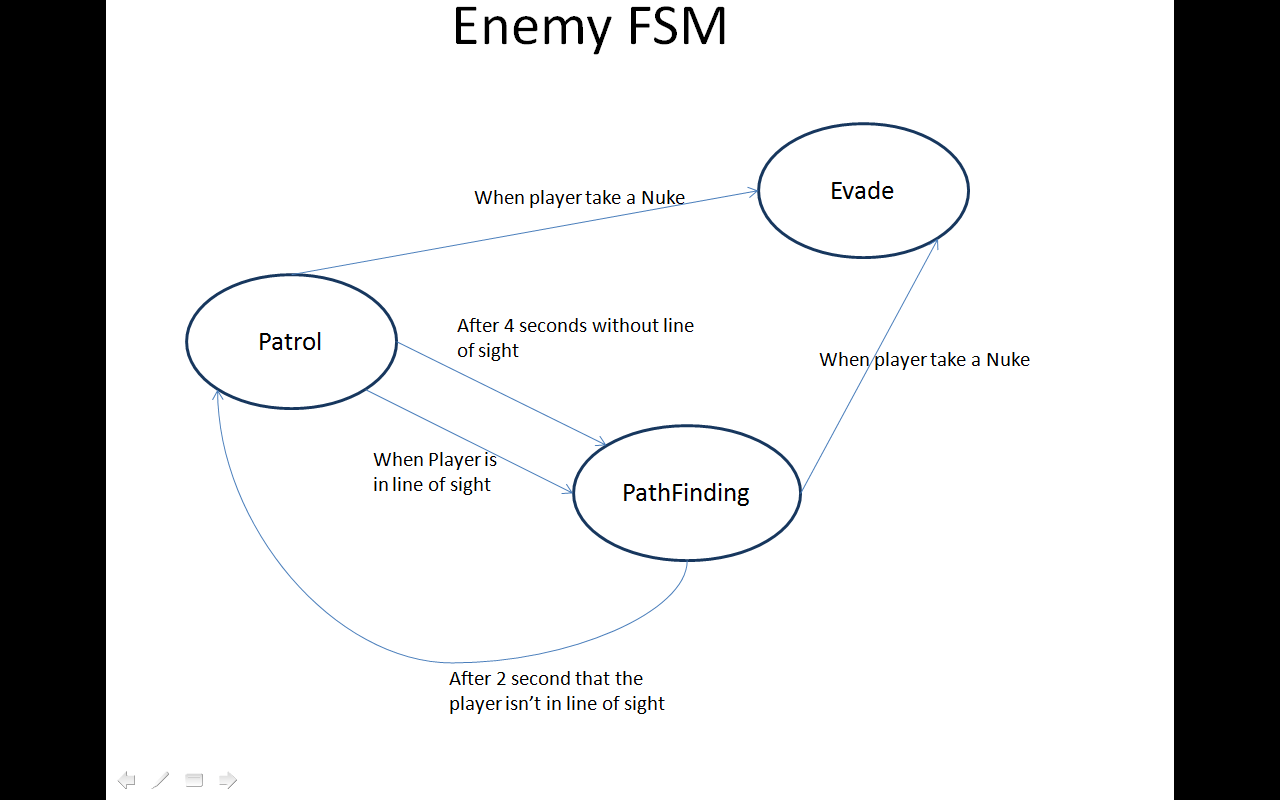 Enemy FSM
Evade
When player take a Nuke
After 4 seconds without line
of sight
Patrol
When player take a Nuke
When Player is
in line of sight
PathFinding
After 2 second that the
player isn’t in line of sight